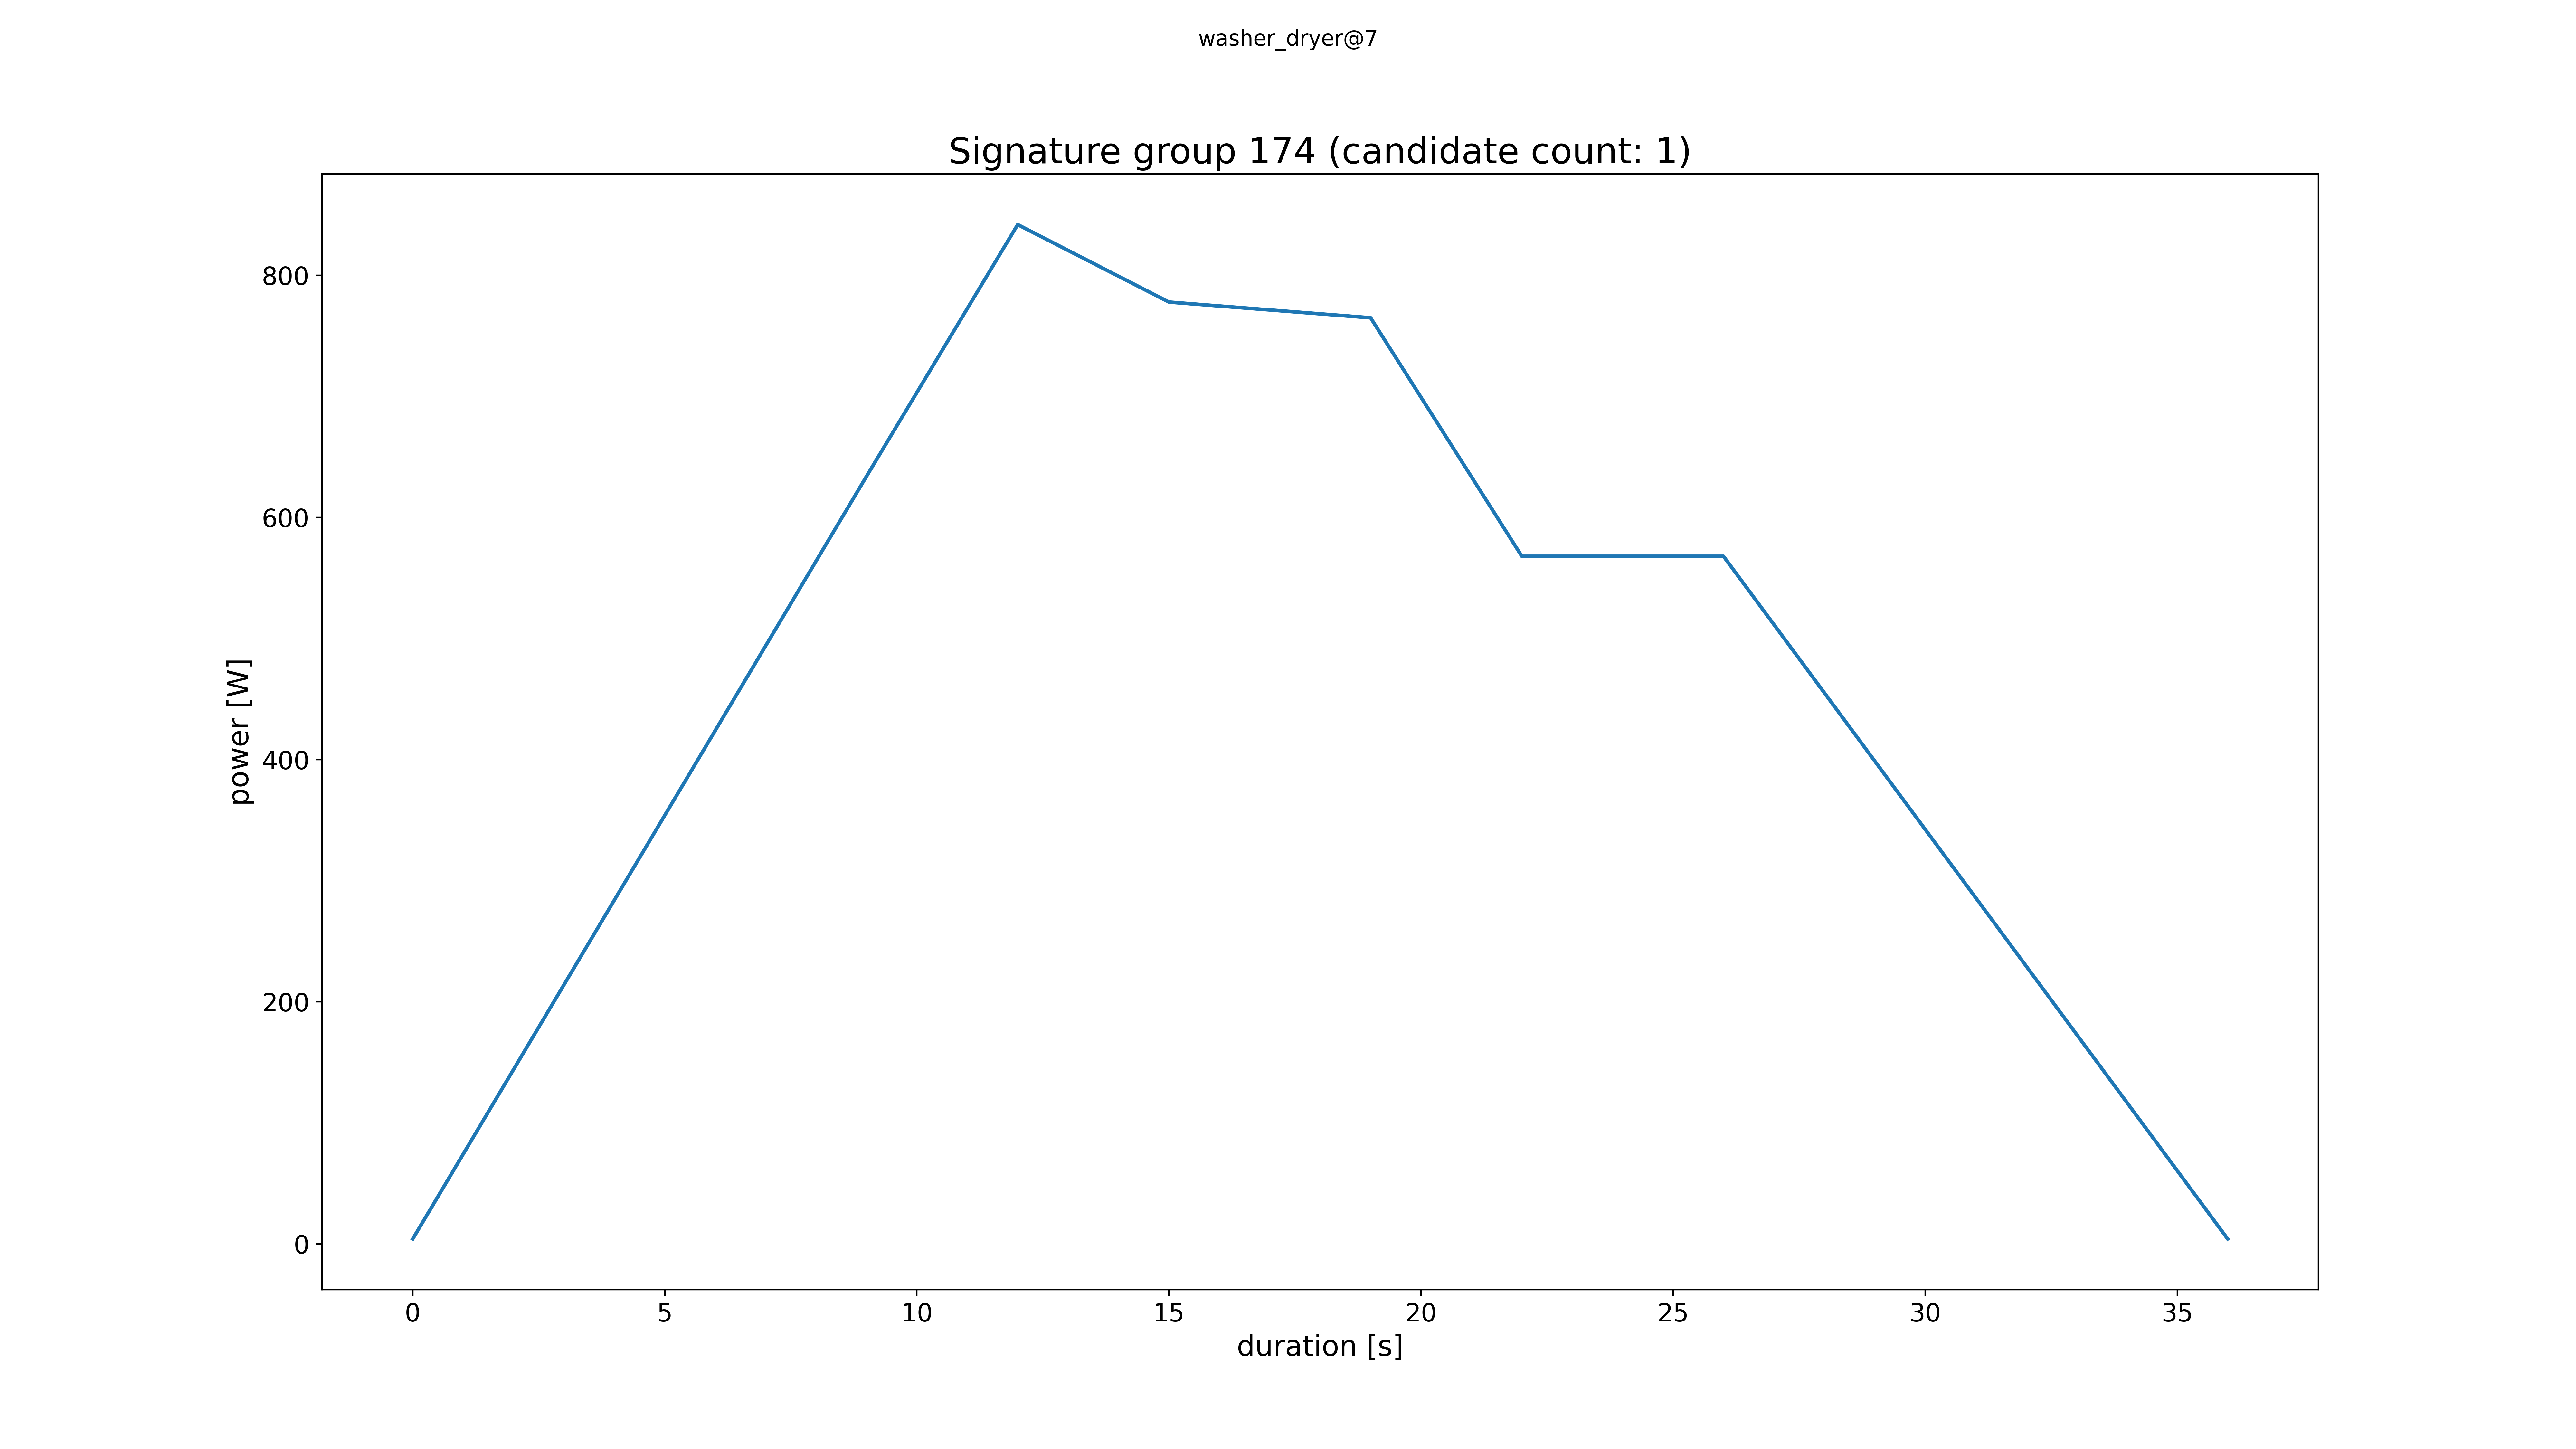 washer_dryer@7
Signature group 174 (candidate count: 1)
800
600
400
200
0
power [W]
0 5 10 15 20 25 30 35
duration [s]